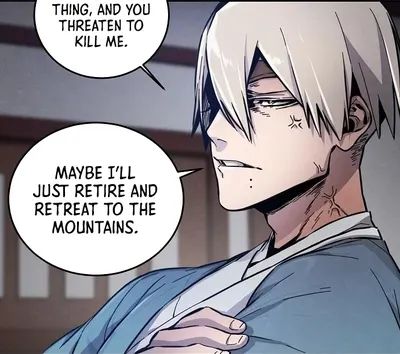 THING, AND YOU
THREATEN TO
KILL ME.
MAYBE I'LL
JUST RETIRE AND
RETREAT TO THE
MOUNTAINS.